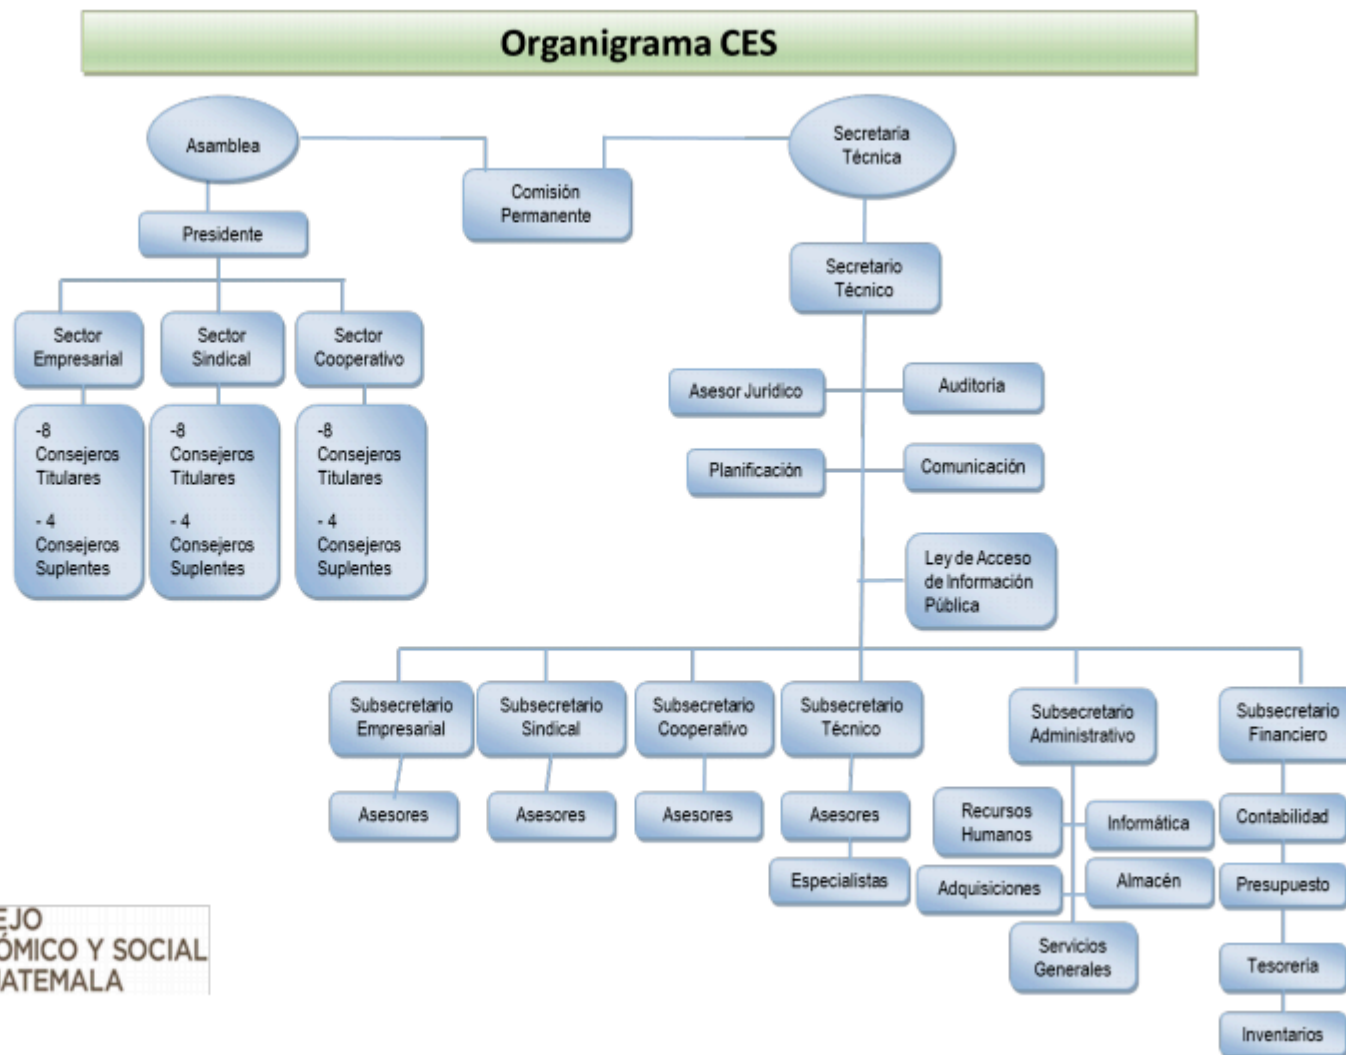 Organigrama CES
Asamblea
Secretaría
Técnica
Comisión
Permanente
Presidente
Secretario
Técnico
Sector
Empresarial
Sector
Sindical
Sector
Cooperativo
Asesor Jurídico
Auditoría
-8
Consejeros
Titulares
- 4
Consejeros
Suplentes
-8
Consejeros
Titulares
- 4
Consejeros
Suplentes
-8
Consejeros
Titulares
- 4
Consejeros
Suplentes
Planificación
Comunicación
Ley de Acceso
de Información
Pública
Subsecretario
Empresarial
Subsecretario
Sindical
Subsecretario
Cooperativo
Subsecretario
Técnico
Subsecretario
Administrativo
Subsecretario
Financiero
Asesores
Asesores
Asesores
Asesores
Especialistas
Recursos
Humanos
Informática
Adquisiciones
Almacén
Servicios
Generales
Contabilidad
Presupuesto
Tesorería
Inventarios
EJO
ÓMICO Y SOCIAL
UATEMALA